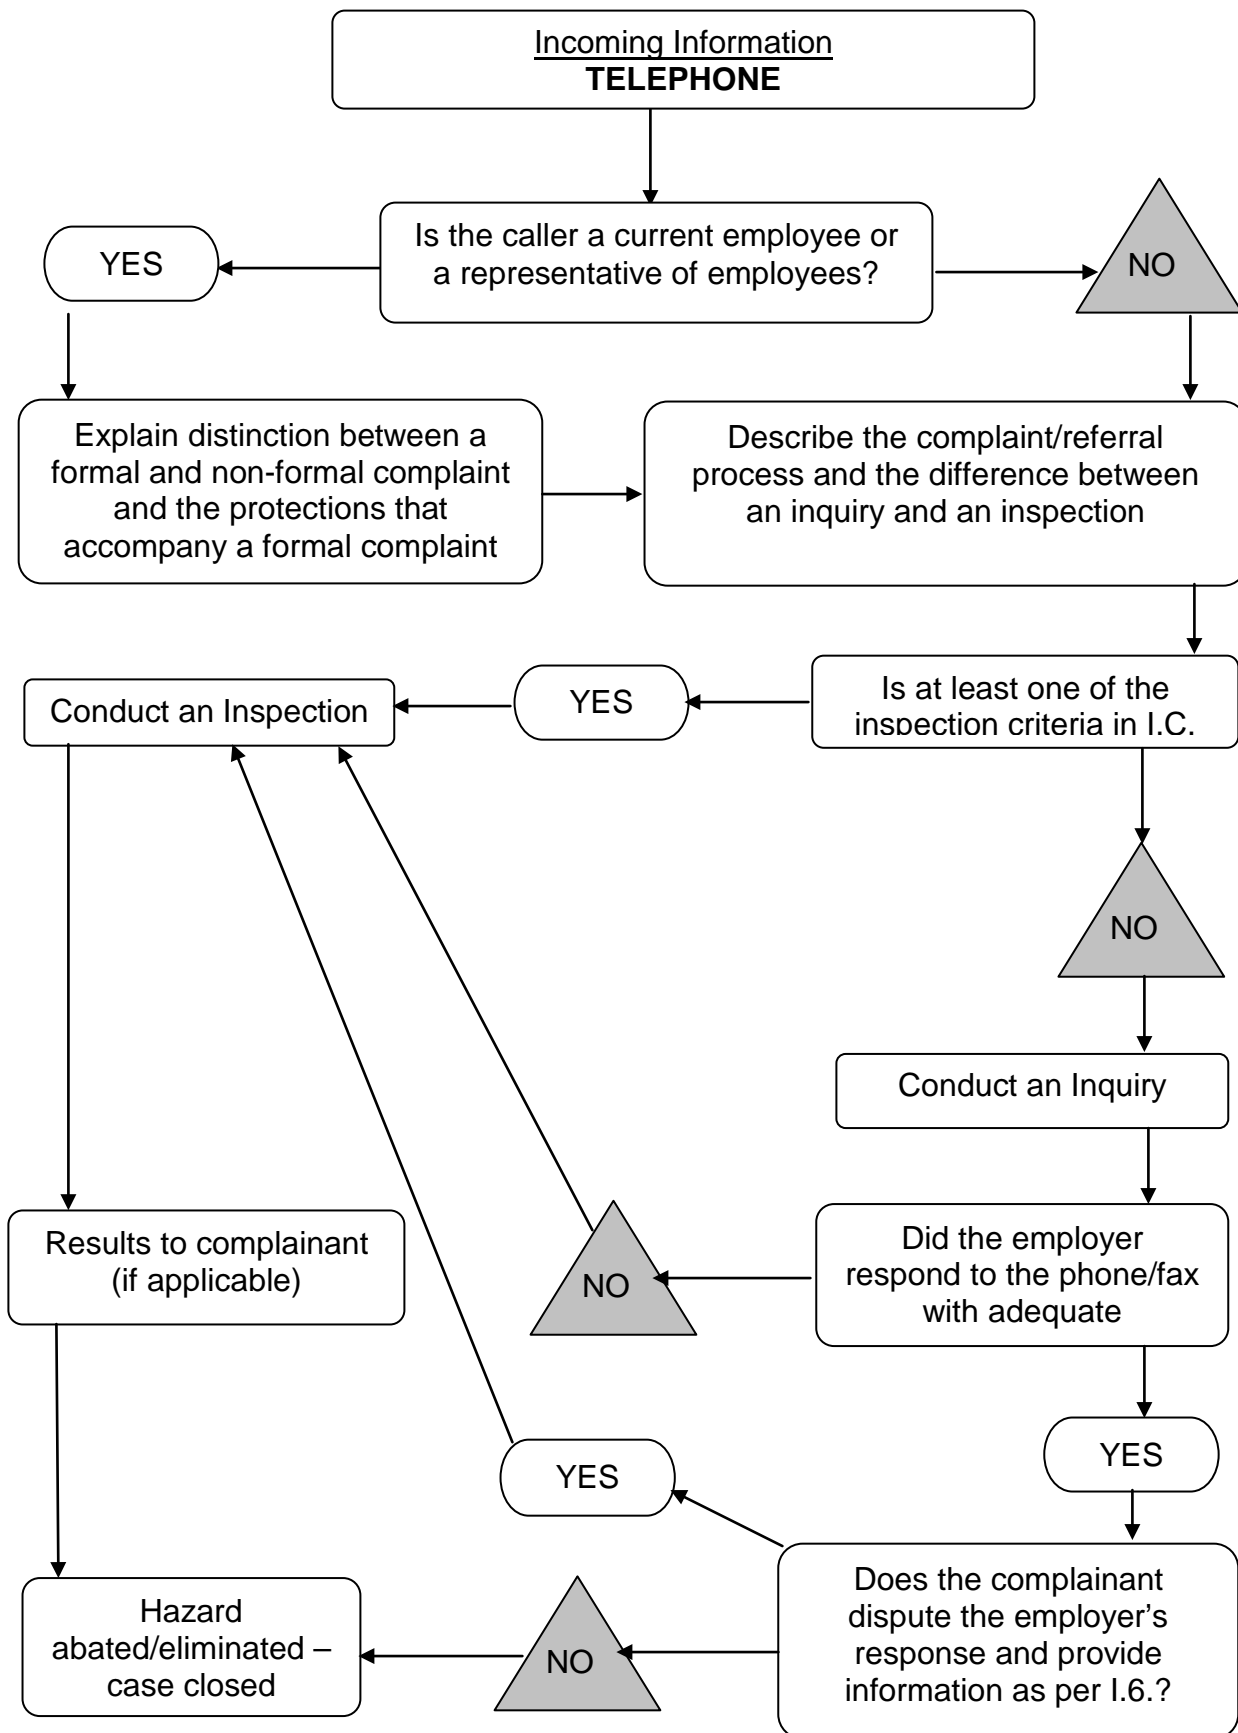 Incoming Information
TELEPHONE
Is the caller a current employee or
a representative of employees?
YES
NO
Explain distinction between a
formal and non-formal complaint
and the protections that
accompany a formal complaint
Describe the complaint/referral
process and the difference between
an inquiry and an inspection
Conduct an Inspection
YES
Is at least one of the
inspection criteria in I.C.
NO
Conduct an Inquiry
Results to complainant
(if applicable)
NO
Did the employer
respond to the phone/fax
with adequate
YES
YES
Hazard
abated/eliminated –
case closed
NO
Does the complainant
dispute the employer’s
response and provide
information as per I.6.?